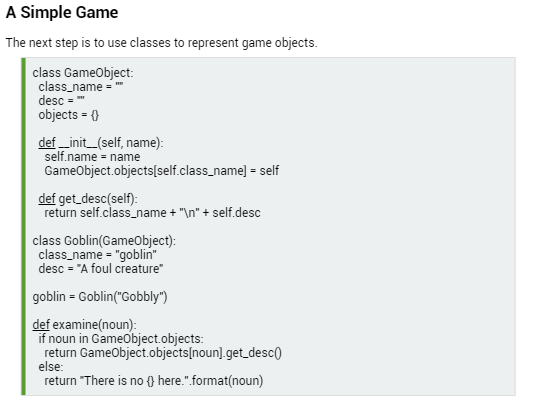 A Simple Game
The next step is to use classes to represent game objects.
class GameObject:
class_name = ""
desc = ""
objects = {}
def __init__(self, name):
self.name = name
GameObject.objects[self.class_name] = self
def get_desc(self):
return self.class_name + "\n" + self.desc
class Goblin(GameObject):
class_name = "goblin"
desc = "A foul creature"
goblin = Goblin("Gobbly")
def examine(noun):
if noun in GameObject.objects:
return GameObject.objects[noun].get_desc()
else:
return "There is no {} here.".format(noun)